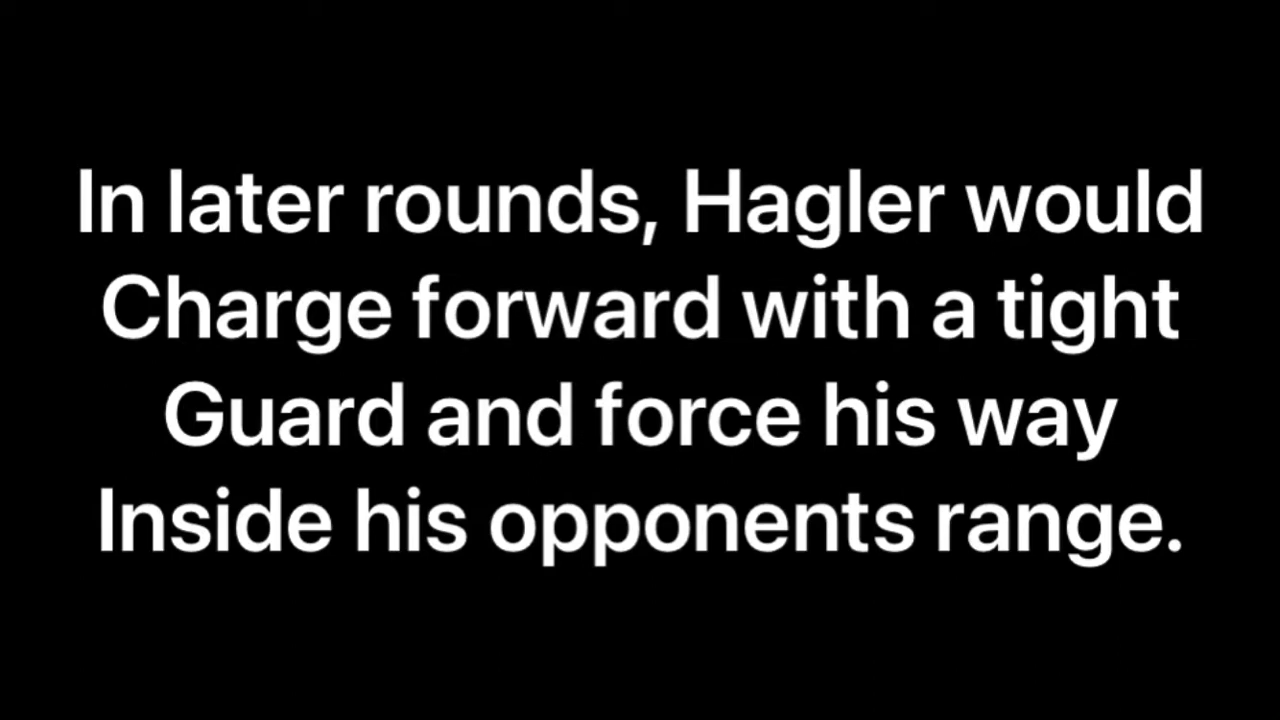 In later rounds, Hagler would
Charge forward with a tight
Guard and force his way
Inside his opponents range.